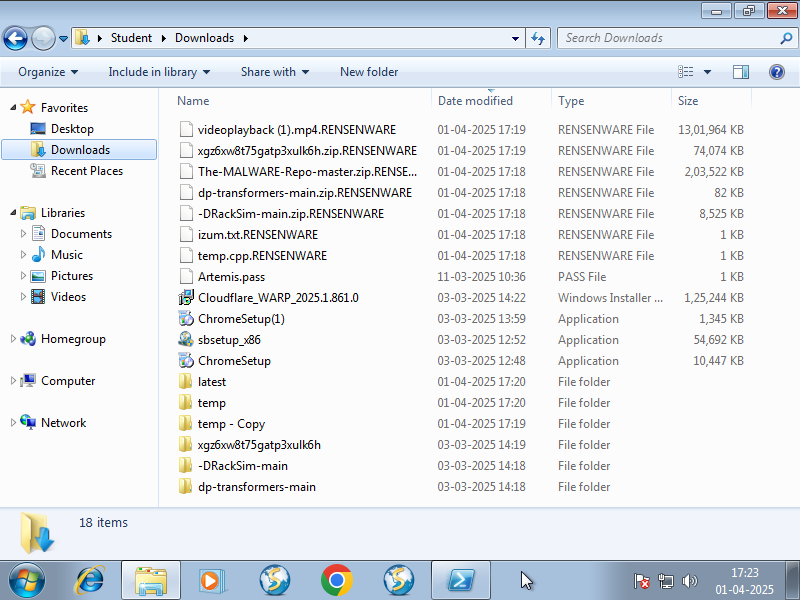 Student Downloads
Search Downloads
Organize Include in library Share with New folder
Name Date modified Type Size
Favorites
Desktop
Downloads
Recent Places
Libraries
Documents
Music
Pictures
Videos
Homegroup
Computer
Network
videoplayback (1).mp4.RENSENWARE 01-04-2025 17:19 RENSENWARE File 13,01,964 KB
xgz6xw8t75gatp3xulk6h.zip.RENSENWARE 01-04-2025 17:19 RENSENWARE File 74,074 KB
The-MALWARE-Repo-master.zip.RENSE... 01-04-2025 17:18 RENSENWARE File 2,03,522 KB
dp-transformers-main.zip.RENSENWARE 01-04-2025 17:18 RENSENWARE File 82 KB
-DRackSim-main.zip.RENSENWARE 01-04-2025 17:18 RENSENWARE File 8,525 KB
izum.txt.RENSENWARE 01-04-2025 17:18 RENSENWARE File 1 KB
temp.cpp.RENSENWARE 01-04-2025 17:18 RENSENWARE File 1 KB
Artemis.pass 11-03-2025 10:36 PASS File 1 KB
Cloudflare_WARP_2025.1.861.0 03-03-2025 14:22 Windows Installer ... 1,25,244 KB
ChromeSetup(1) 03-03-2025 13:59 Application 1,345 KB
sbsetup_x86 03-03-2025 12:52 Application 54,692 KB
ChromeSetup 03-03-2025 12:48 Application 10,447 KB
latest 01-04-2025 17:20 File folder
temp 01-04-2025 17:20 File folder
temp - Copy 01-04-2025 17:19 File folder
xgz6xw8t75gatp3xulk6h 03-03-2025 14:19 File folder
-DRackSim-main 03-03-2025 14:18 File folder
dp-transformers-main 03-03-2025 14:18 File folder
18 items
17:23
01-04-2025